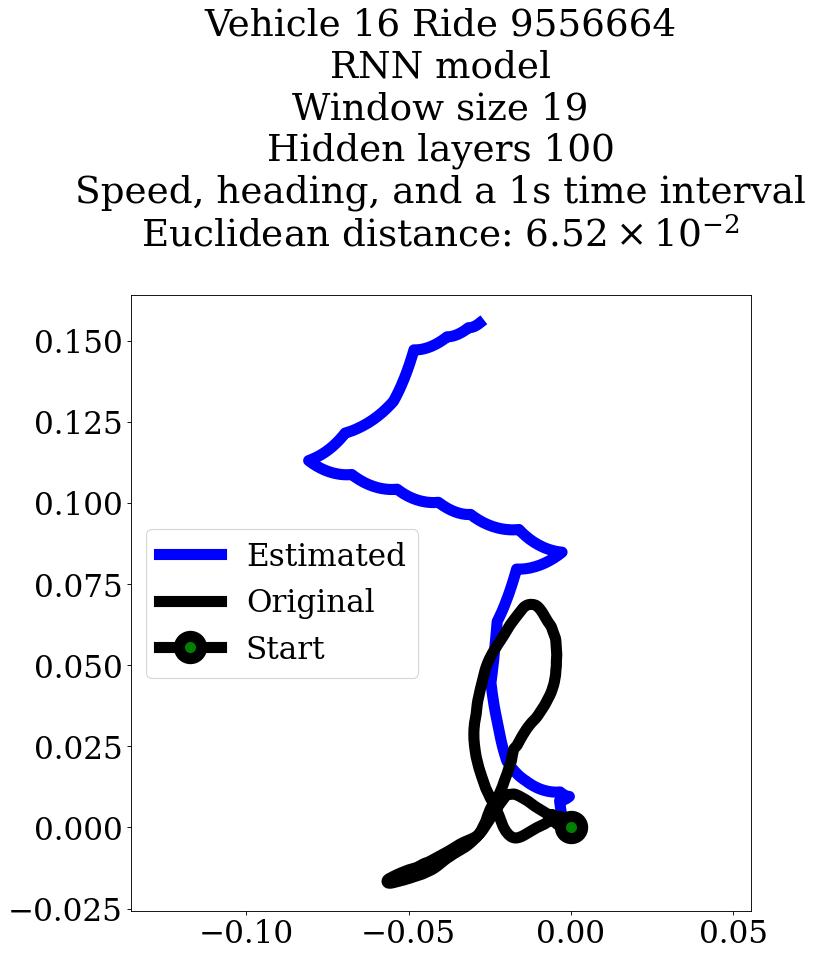 Vehicle 16 Ride 9556664
RNN model
Window size 19
Hidden layers 100
Speed, heading, and a 1s time interval
Euclidean distance: 6.52 × 10⁻²
0.150
0.125
0.100
0.075
0.050
0.025
0.000
−0.025
Estimated
Original
Start
−0.10
−0.05
0.00
0.05